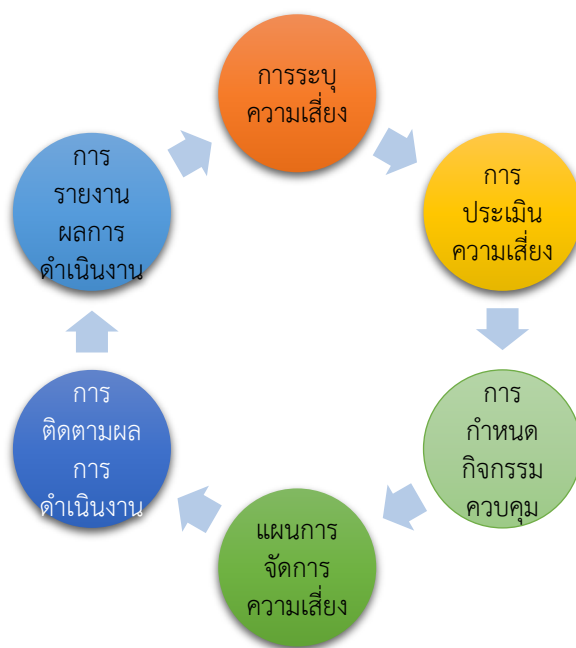 การระบุ
ความเสี่ยง
การ
ประเมิน
ความเสี่ยง
การ
กำหนด
กิจกรรม
ควบคุม
แผนการ
จัดการ
ความเสี่ยง
การ
ติดตามผล
การ
ดำเนินงาน
การ
รายงาน
ผลการ
ดำเนินงาน